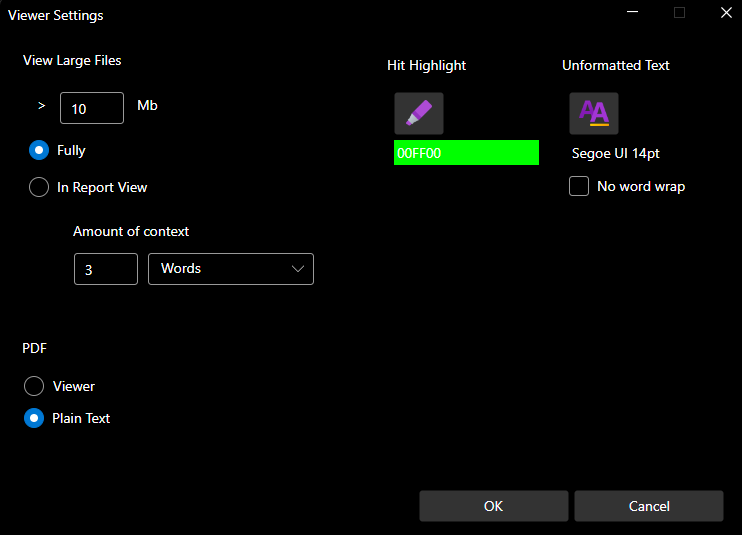 Viewer Settings
View Large Files
> 10 Mb
Fully
In Report View
Amount of context
3 Words
PDF
Viewer
Plain Text
Hit Highlight
00FF00
Unformatted Text
AA
Segoe UI 14pt
No word wrap
OK
Cancel